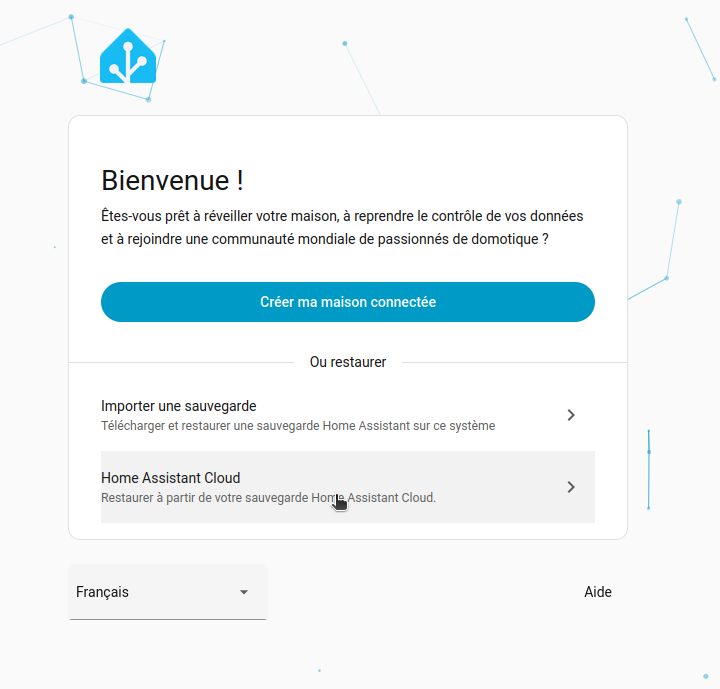 Bienvenue !
Êtes-vous prêt à réveiller votre maison, à reprendre le contrôle de vos données
et à rejoindre une communauté mondiale de passionnés de domotique ?
Créer ma maison connectée
Ou restaurer
Importer une sauvegarde
Télécharger et restaurer une sauvegarde Home Assistant sur ce système
Home Assistant Cloud
Restaurer à partir de votre sauvegarde Home Assistant Cloud.
Français
Aide